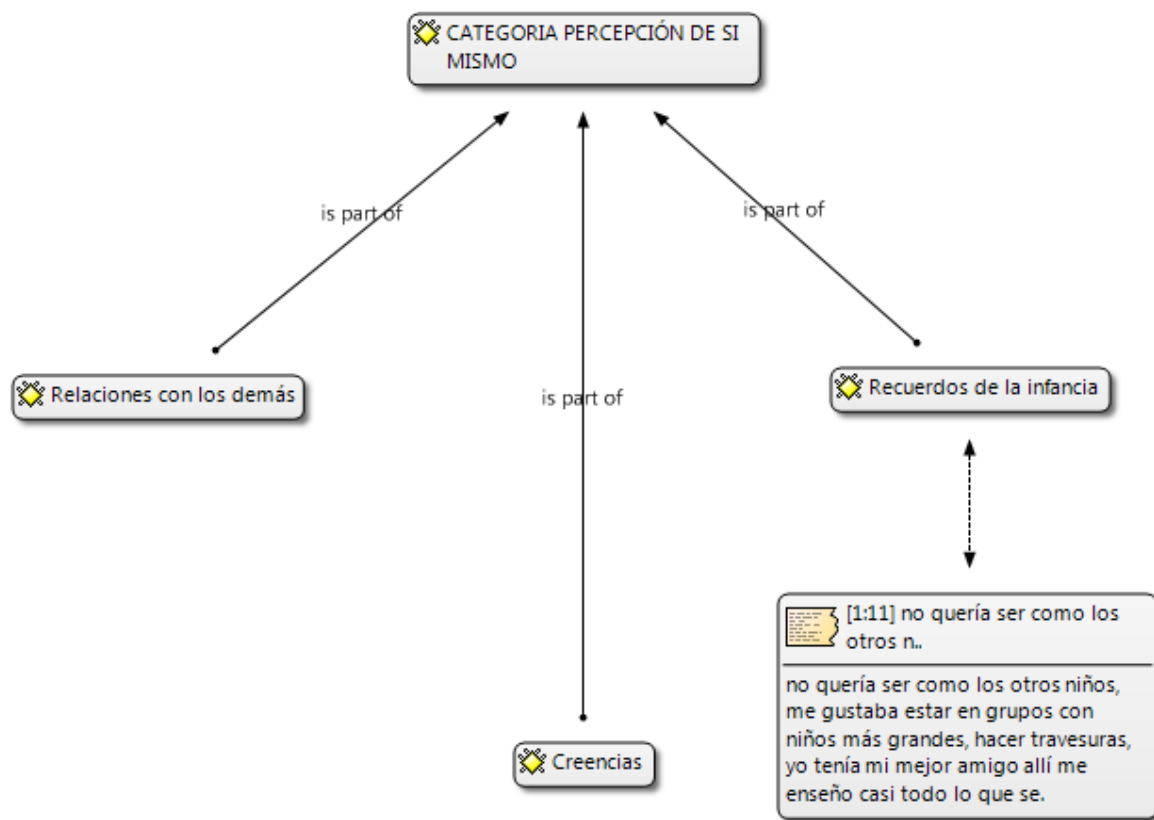 CATEGORIA PERCEPCIÓN DE SI
MISMO
is part of
is part of
Relaciones con los demás
is part of
Recuerdos de la infancia
[1:11] no quería ser como los
otros n..
no quería ser como los otros niños,
me gustaba estar en grupos con
niños más grandes, hacer travesuras,
yo tenía mi mejor amigo allí me
enseño casi todo lo que se.
Creencias